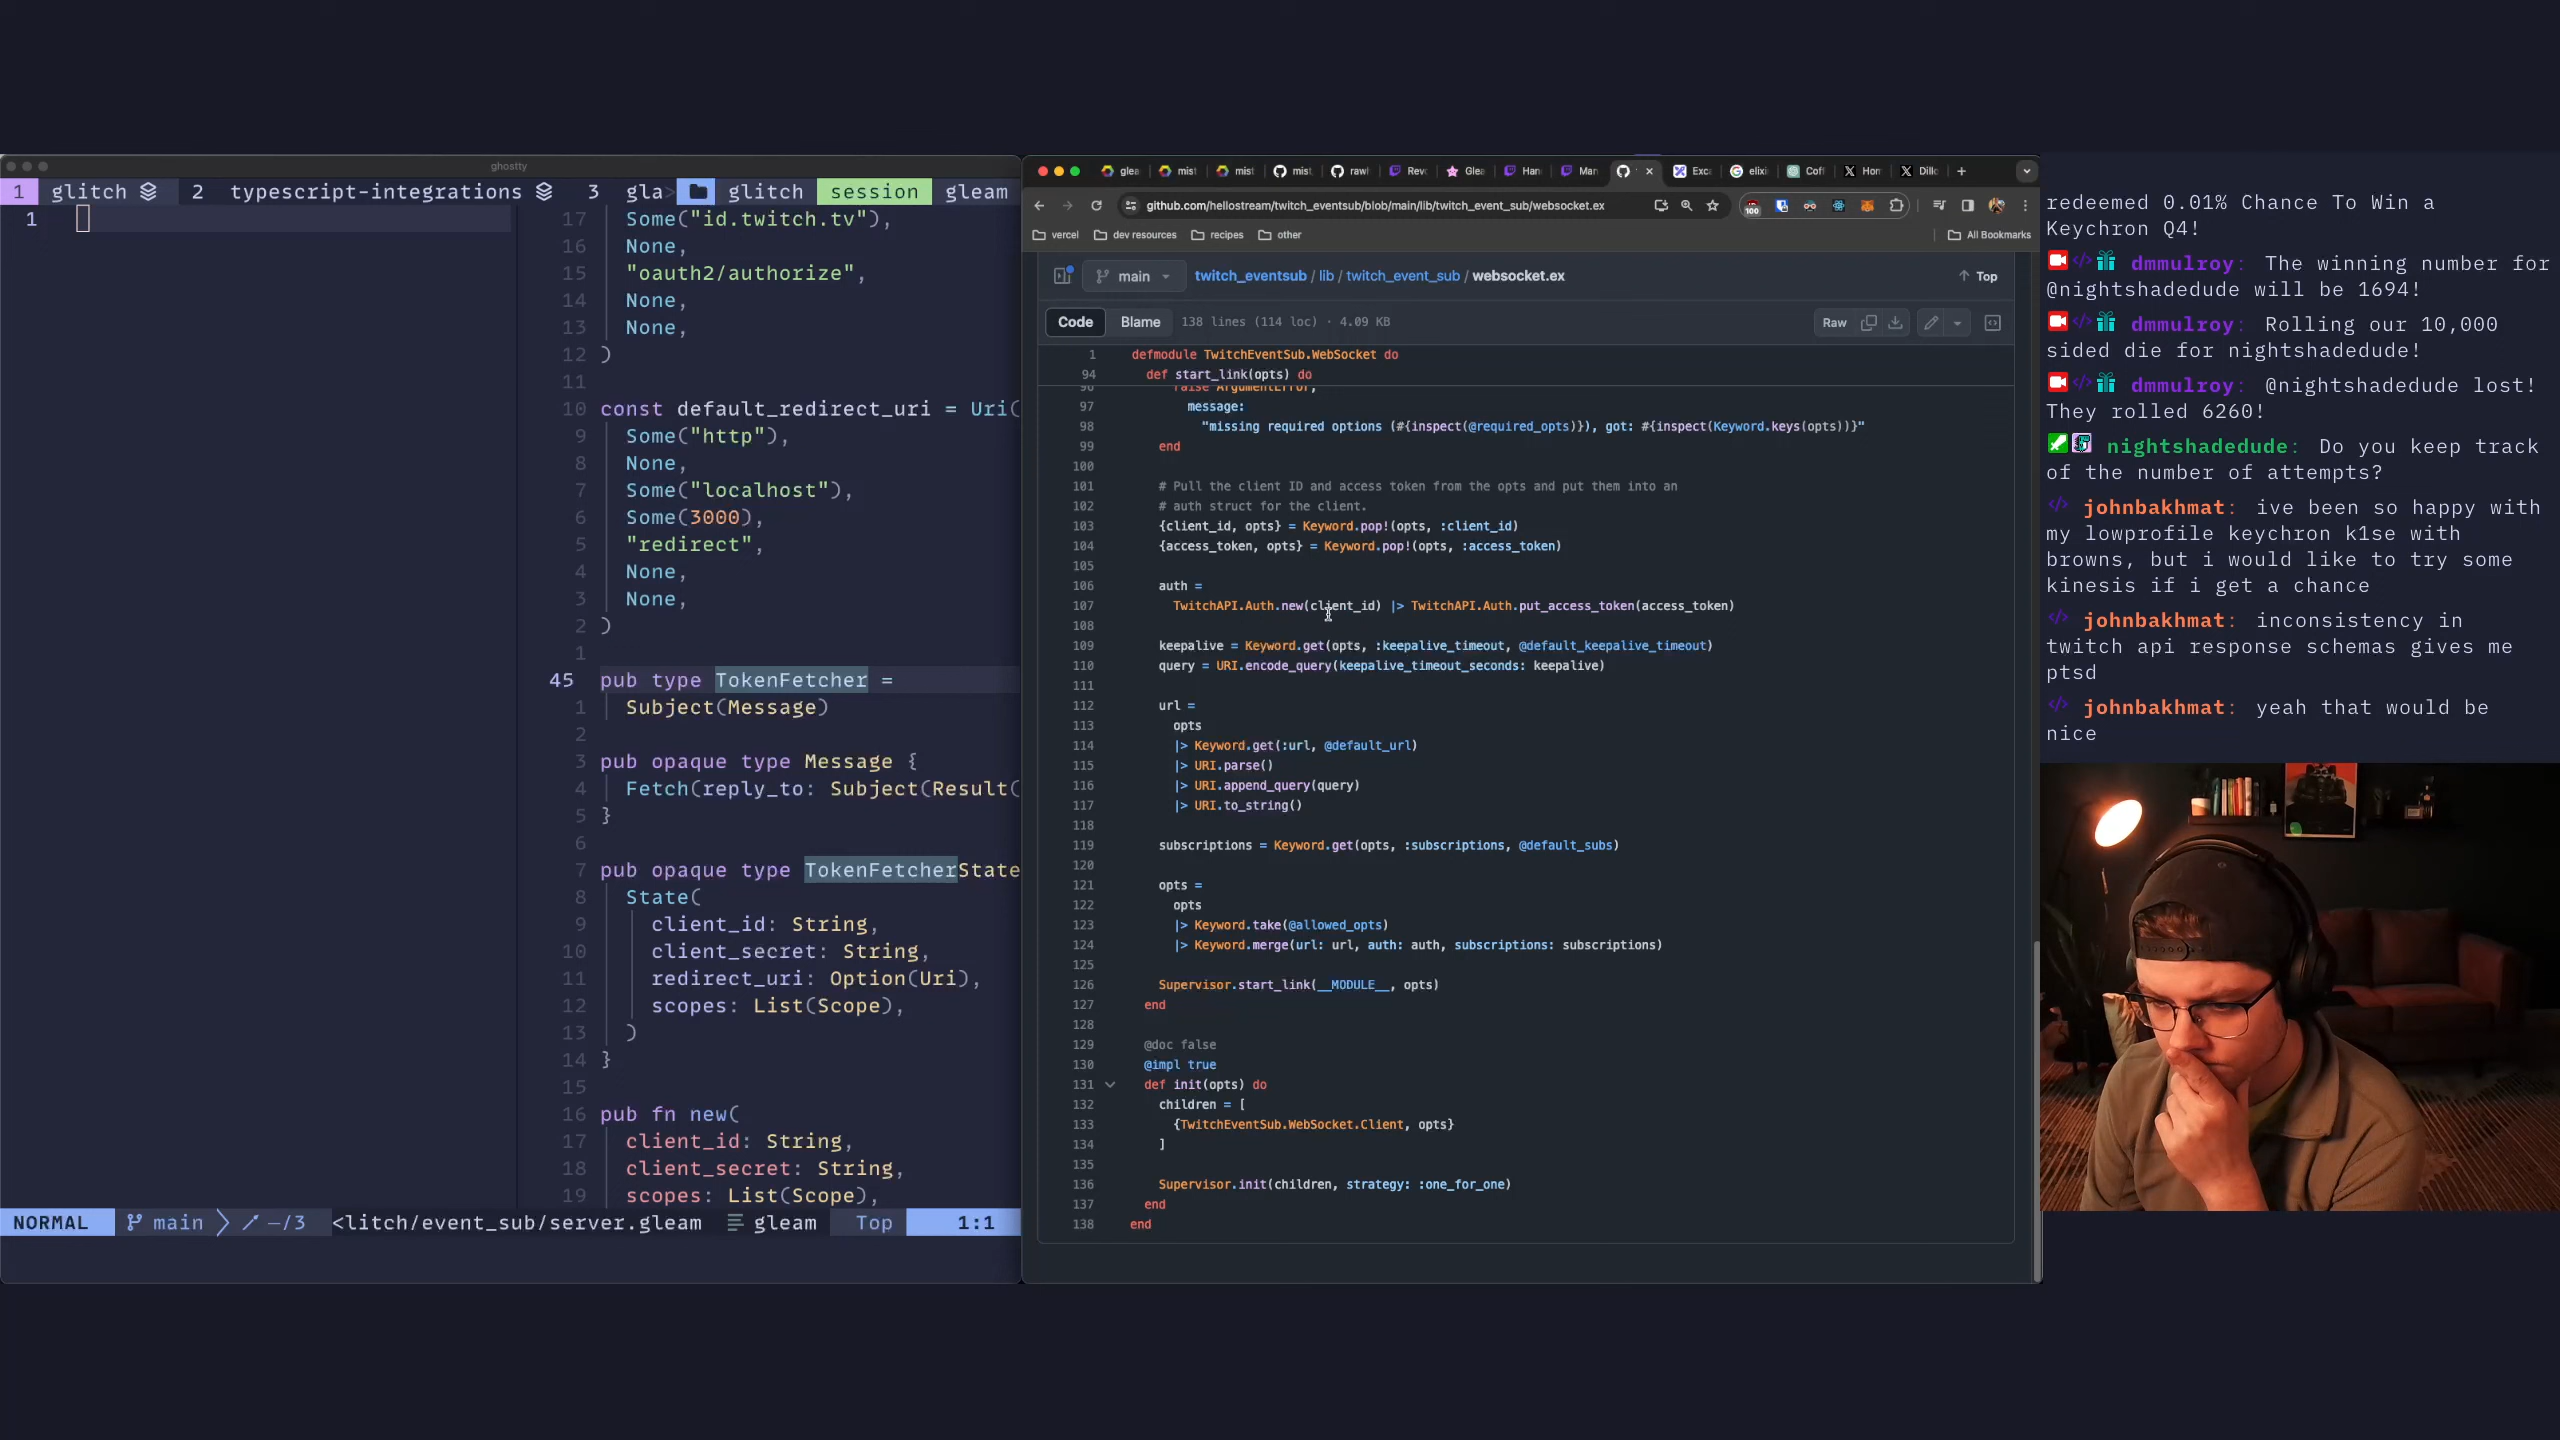 ghostty
1 glitch 2 typescript-integrations 3 gla> glitch session gleam
1
17 Some("id.twitch.tv"),
16 None,
15 "oauth2/authorize",
14 None,
13 None,
12 )
11
10 const default_redirect_uri = Uri(
9 Some("http"),
8 None,
7 Some("localhost"),
6 Some(3000),
5 "redirect",
4 None,
3 None,
2 )
1
45 pub type TokenFetcher =
1 Subject(Message)
2
3 pub opaque type Message {
4 Fetch(reply_to: Subject(Result(
5 }
6
7 pub opaque type TokenFetcherState
8 State(
9 client_id: String,
10 client_secret: String,
11 redirect_uri: Option(Uri),
12 scopes: List(Scope),
13 )
14 }
15
16 pub fn new(
17 client_id: String,
18 client_secret: String,
19 scopes: List(Scope),
NORMAL main –/3 <litch/event_sub/server.gleam gleam Top 1:1
glea mist mist mist rawl Revo Glea Han Man Exca elixi Coff Hon Dillo
github.com/hellostream/twitch_eventsub/blob/main/lib/twitch_event_sub/websocket.ex
100
vercel dev resources recipes other All Bookmarks
main twitch_eventsub / lib / twitch_event_sub / websocket.ex Top
Code Blame 138 lines (114 loc) · 4.09 KB Raw
1 defmodule TwitchEventSub.WebSocket do
94 def start_link(opts) do
96 raise ArgumentError,
97 message:
98 "missing required options (#{inspect(@required_opts)}), got: #{inspect(Keyword.keys(opts))}"
99 end
100
101 # Pull the client ID and access token from the opts and put them into an
102 # auth struct for the client.
103 {client_id, opts} = Keyword.pop!(opts, :client_id)
104 {access_token, opts} = Keyword.pop!(opts, :access_token)
105
106 auth =
107 TwitchAPI.Auth.new(client_id) |> TwitchAPI.Auth.put_access_token(access_token)
108
109 keepalive = Keyword.get(opts, :keepalive_timeout, @default_keepalive_timeout)
110 query = URI.encode_query(keepalive_timeout_seconds: keepalive)
111
112 url =
113 opts
114 |> Keyword.get(:url, @default_url)
115 |> URI.parse()
116 |> URI.append_query(query)
117 |> URI.to_string()
118
119 subscriptions = Keyword.get(opts, :subscriptions, @default_subs)
120
121 opts =
122 opts
123 |> Keyword.take(@allowed_opts)
124 |> Keyword.merge(url: url, auth: auth, subscriptions: subscriptions)
125
126 Supervisor.start_link(__MODULE__, opts)
127 end
128
129 @doc false
130 @impl true
131 def init(opts) do
132 children = [
133 {TwitchEventSub.WebSocket.Client, opts}
134 ]
135
136 Supervisor.init(children, strategy: :one_for_one)
137 end
138 end
redeemed 0.01% Chance To Win a
Keychron Q4!
dmmulroy: The winning number for
@nightshadedude will be 1694!
dmmulroy: Rolling our 10,000
sided die for nightshadedude!
dmmulroy: @nightshadedude lost!
They rolled 6260!
nightshadedude: Do you keep track
of the number of attempts?
johnbakhmat: ive been so happy with
my lowprofile keychron k1se with
browns, but i would like to try some
kinesis if i get a chance
johnbakhmat: inconsistency in
twitch api response schemas gives me
ptsd
johnbakhmat: yeah that would be
nice